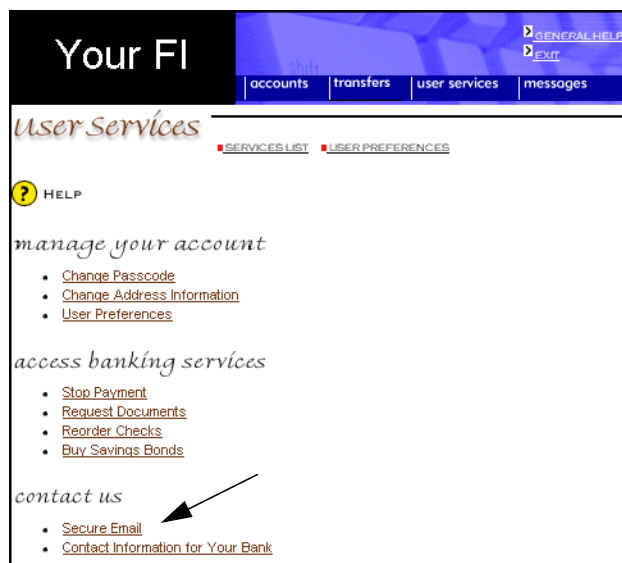 Your FI
GENERAL HELP
EXIT
shift
accounts transfers user services messages
User Services
SERVICES LIST USER PREFERENCES
? HELP
manage your account
• Change Passcode
• Change Address Information
• User Preferences
access banking services
• Stop Payment
• Request Documents
• Reorder Checks
• Buy Savings Bonds
contact us
• Secure Email
• Contact Information for Your Bank